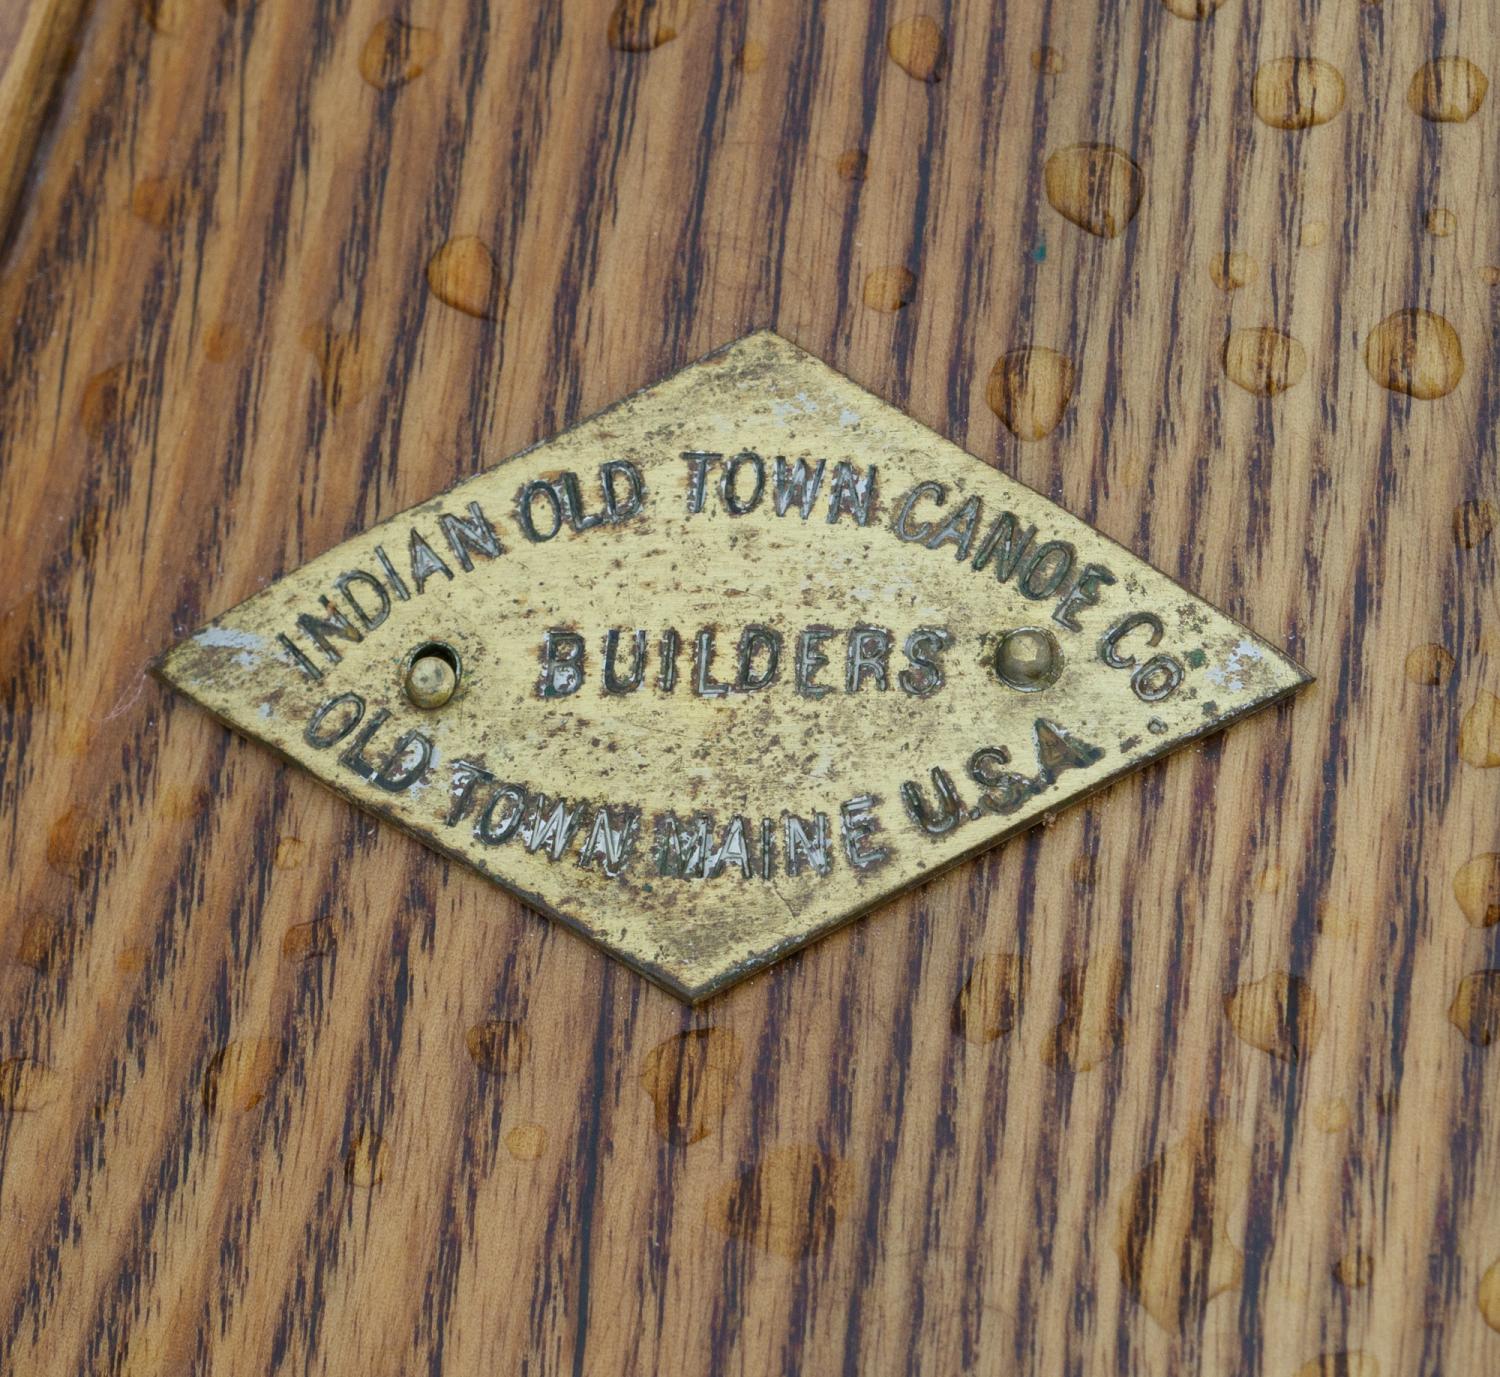 INDIAN OLD TOWN CANOE CO.
BUILDERS
OLD TOWN MAINE U.S.A.